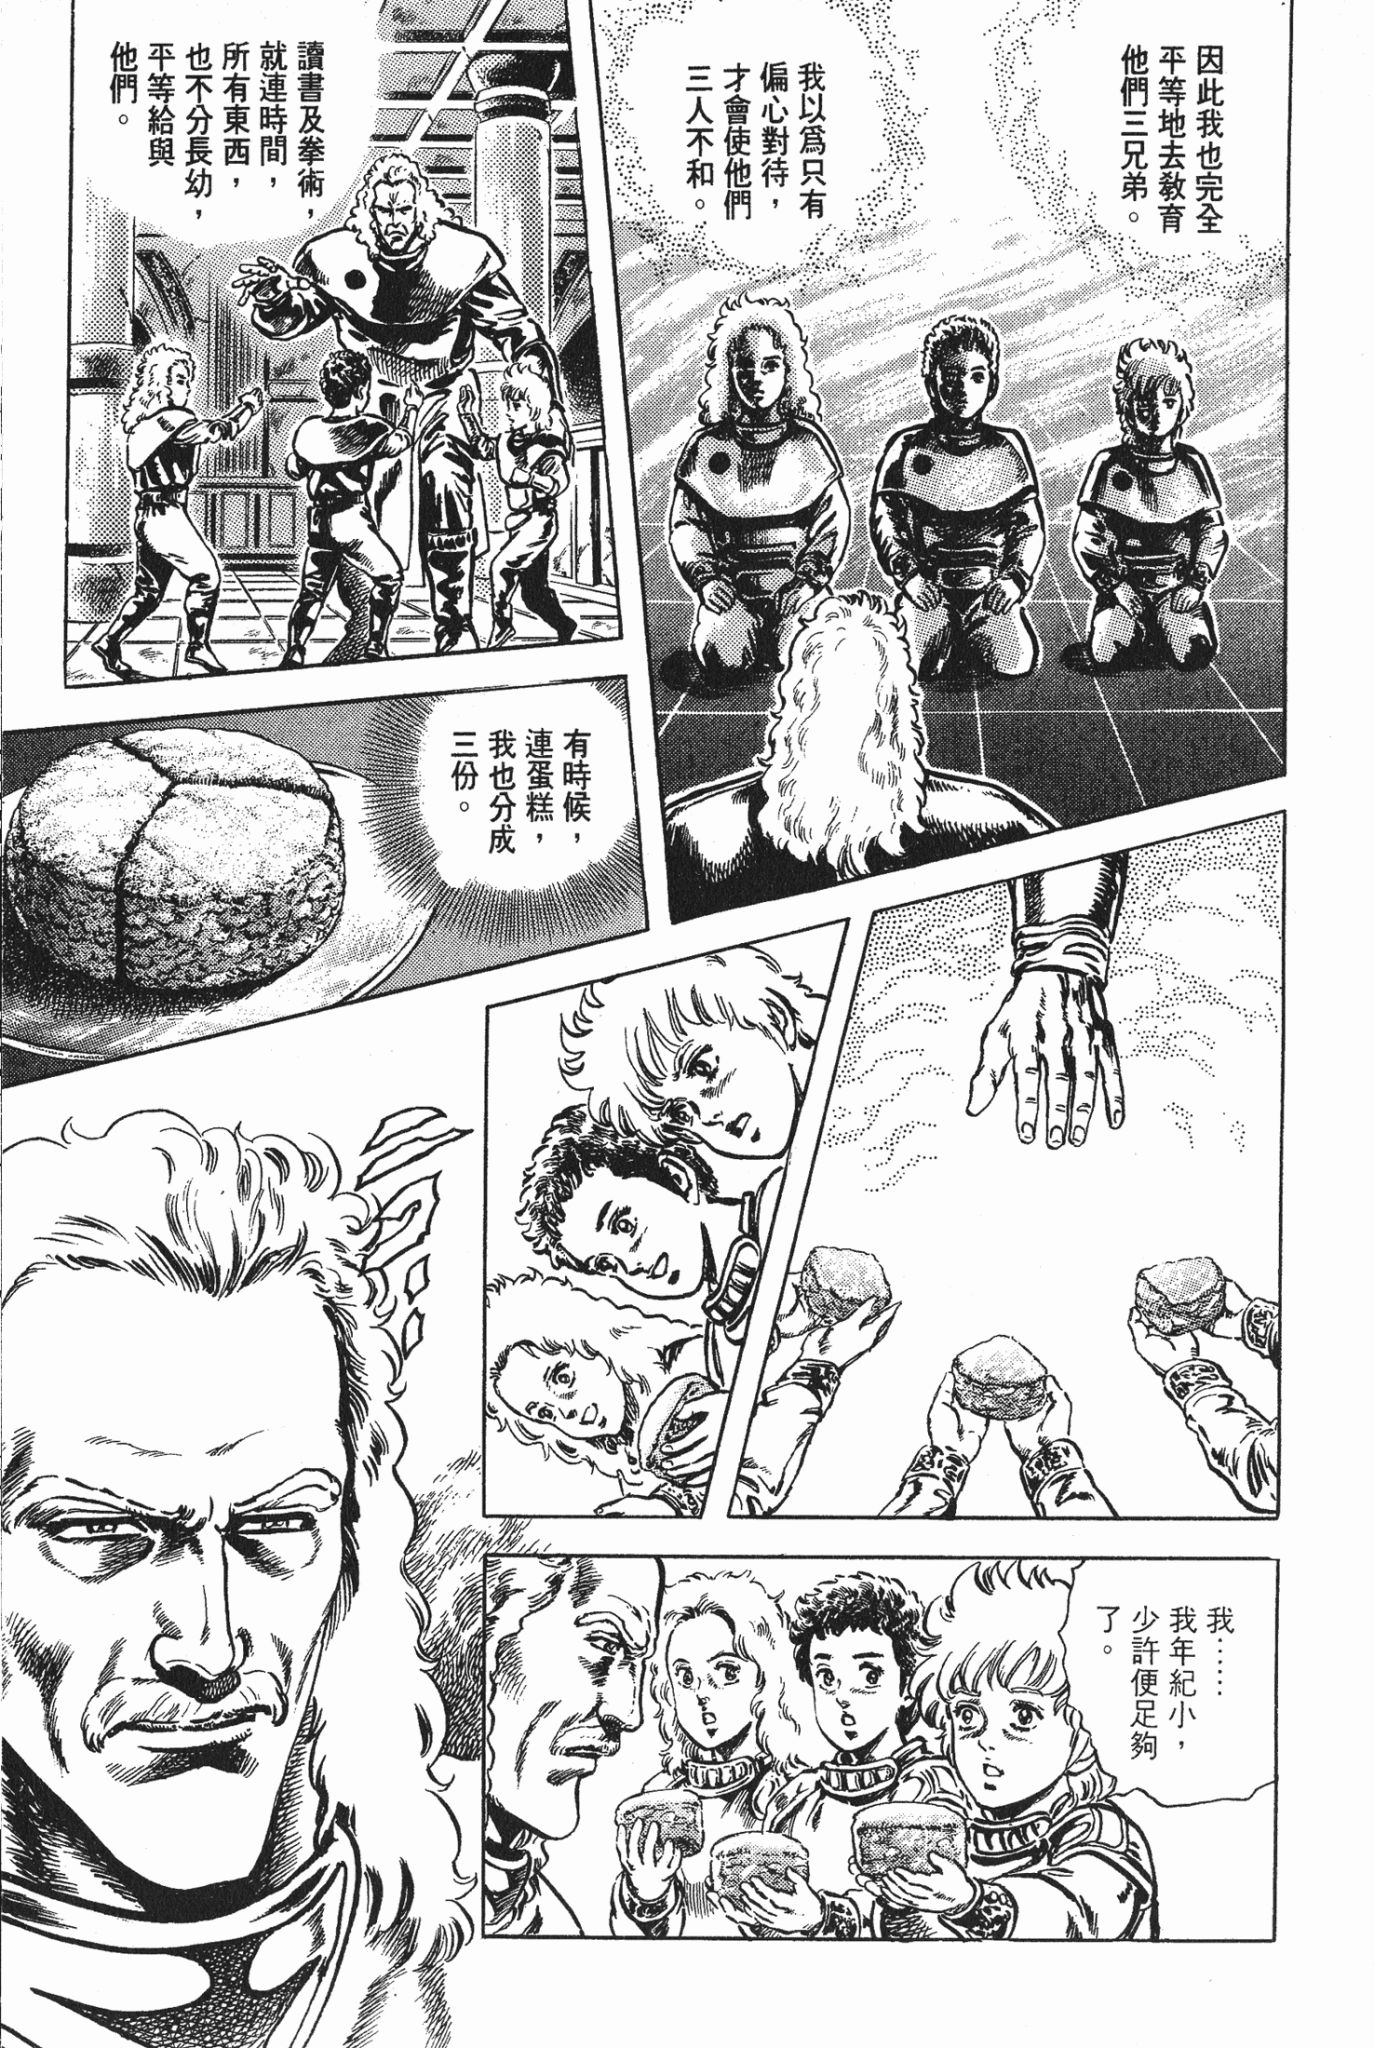 因此我也完全
平等地去教育
他們三兄弟。
我以爲只有
偏心對待，
才會使他們
三人不和。
讀書及拳術，
就連時間，
所有東西，
也不分長幼，
平等給與
他們。
有時候，
連蛋糕，
我也分成
三份。
我……
我年紀小，
少許便足夠
了。